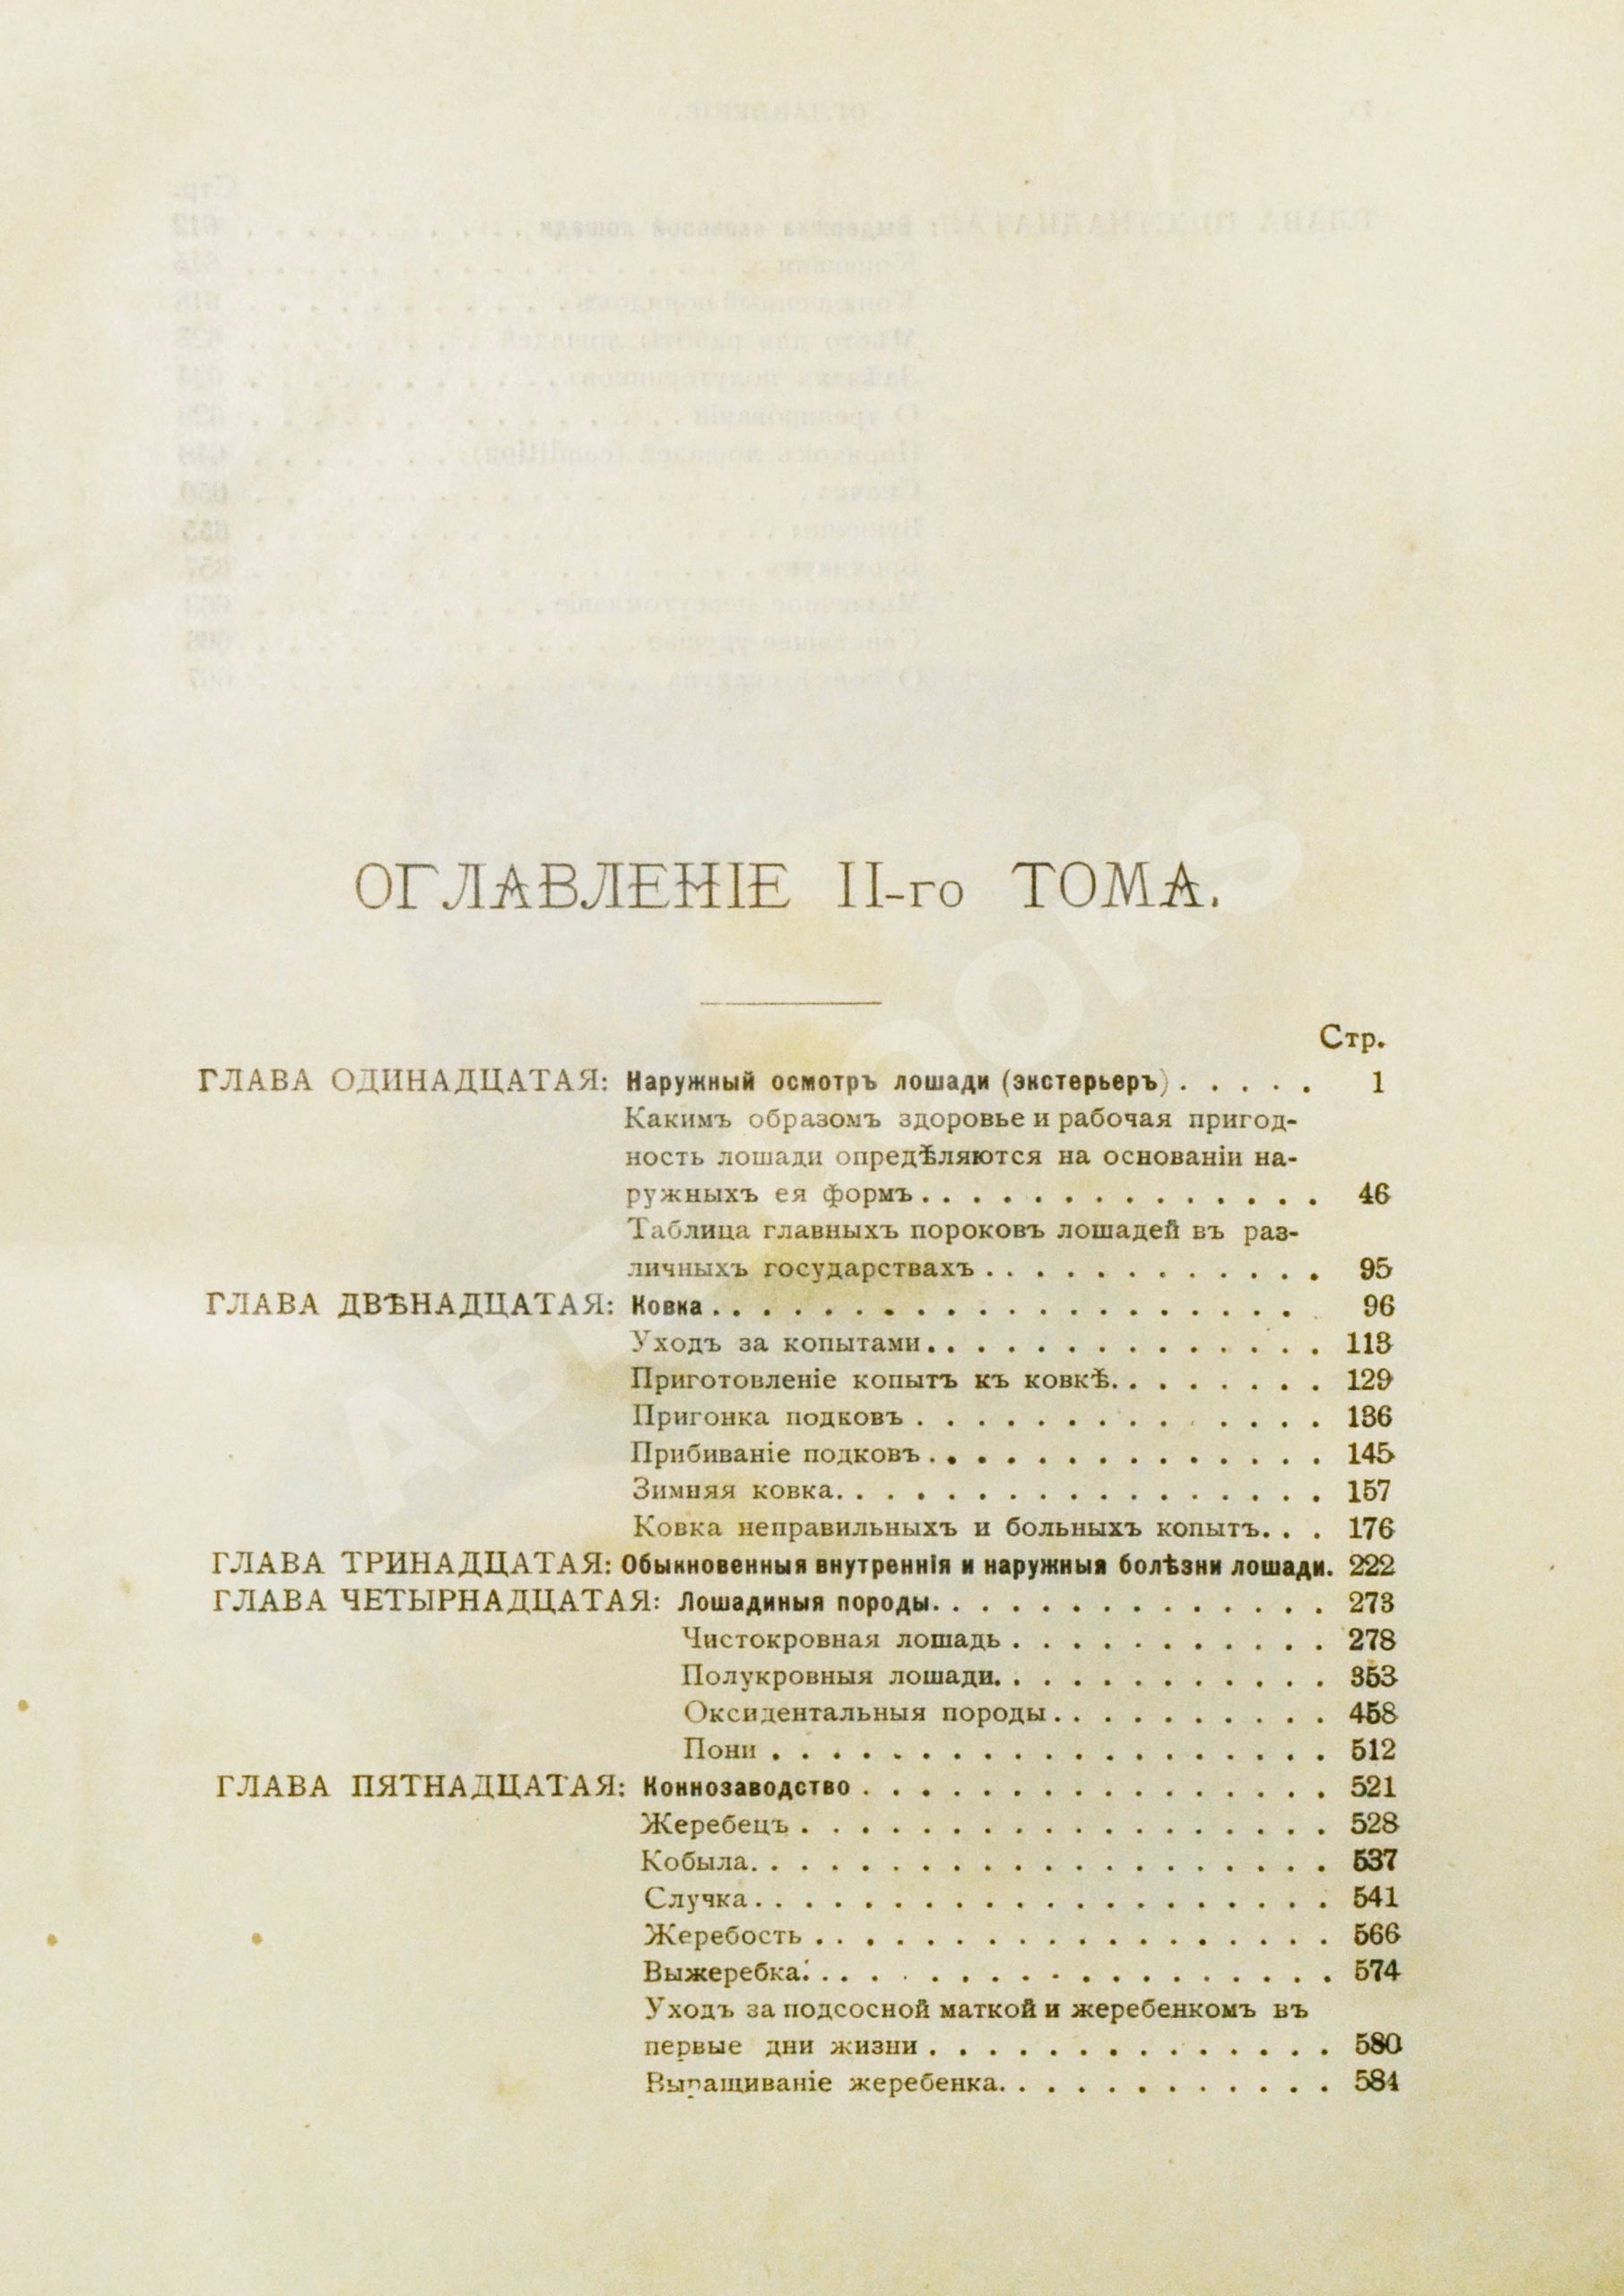 ОГЛАВЛЕНІЕ II-го ТОМА.
Стр.
ГЛАВА ОДИНАДЦАТАЯ: Наружный осмотръ лошади (экстерьеръ) . . . . . 1
Какимъ образомъ здоровье и рабочая пригод-
ность лошади опредѣляются на основаніи на-
ружныхъ ея формъ . . . . . . . . . . . . . . 46
Таблица главныхъ пороковъ лошадей въ раз-
личныхъ государствахъ . . . . . . . . . . . . 95
ГЛАВА ДВѢНАДЦАТАЯ: Ковка . . . . . . . . . . . . . . . . . . . . 96
Уходъ за копытами . . . . . . . . . . . . . . 113
Приготовленіе копытъ къ ковкѣ. . . . . . . . 129
Пригонка подковъ . . . . . . . . . . . . . . 136
Прибиваніе подковъ . . . . . . . . . . . . . . 145
Зимняя ковка. . . . . . . . . . . . . . . . . 157
Ковка неправильныхъ и больныхъ копытъ. . . 176
ГЛАВА ТРИНАДЦАТАЯ: Обыкновенныя внутреннія и наружныя болѣзни лошади. 222
ГЛАВА ЧЕТЫРНАДЦАТАЯ: Лошадиныя породы. . . . . . . . . . . . . . 273
Чистокровная лошадь . . . . . . . . . . . 278
Полукровныя лошади. . . . . . . . . . . . 353
Оксидентальныя породы . . . . . . . . . . 458
Пони . . . . . . . . . . . . . . . . . . . 512
ГЛАВА ПЯТНАДЦАТАЯ: Коннозаводство . . . . . . . . . . . . . . . . 521
Жеребецъ . . . . . . . . . . . . . . . . . . 528
Кобыла. . . . . . . . . . . . . . . . . . . . 537
Случка . . . . . . . . . . . . . . . . . . . . 541
Жеребость . . . . . . . . . . . . . . . . . . 566
Выжеребка. . . . . . . . . . . . . . . . . . 574
Уходъ за подсосной маткой и жеребенкомъ въ
первые дни жизни . . . . . . . . . . . . . . 580
Выращиваніе жеребенка. . . . . . . . . . . . 584